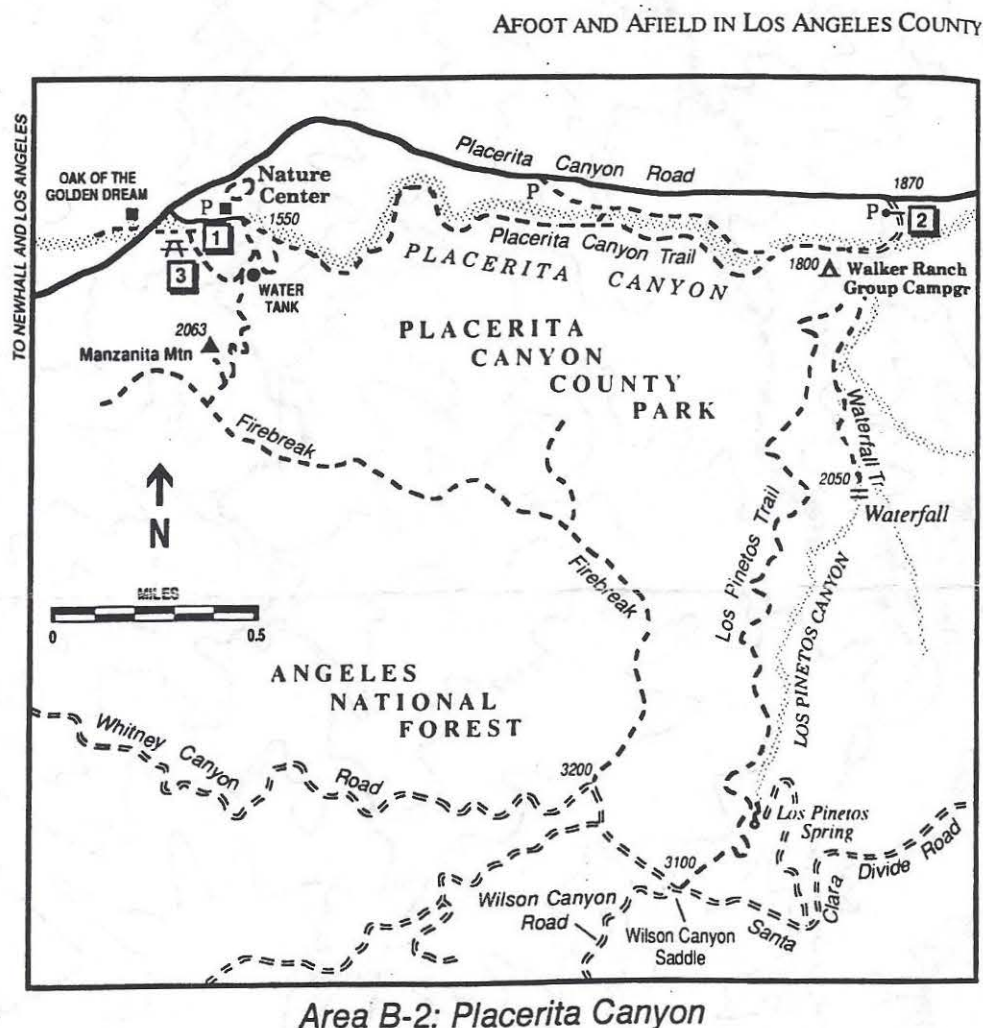 AFOOT AND AFIELD IN LOS ANGELES COUNTY
TO NEWHALL AND LOS ANGELES
OAK OF THE
GOLDEN DREAM
P
Nature
Center
1550
1
3
WATER
TANK
2063
Manzanita Mtn
Placerita Canyon Road
P
Placerita Canyon Trail
PLACERITA CANYON
1870
P
2
1800
Walker Ranch
Group Campgr
PLACERITA
CANYON
COUNTY
PARK
Firebreak
Waterfall Tr
2050
Waterfall
N
MILES
0 0.5
Firebreak
Los Pinetos Trail
LOS PINETOS CANYON
ANGELES
NATIONAL
FOREST
Whitney Canyon Road
3200
Los Pinetos
Spring
3100
Wilson Canyon
Road
Wilson Canyon
Saddle
Santa Clara Divide Road
Area B-2: Placerita Canyon